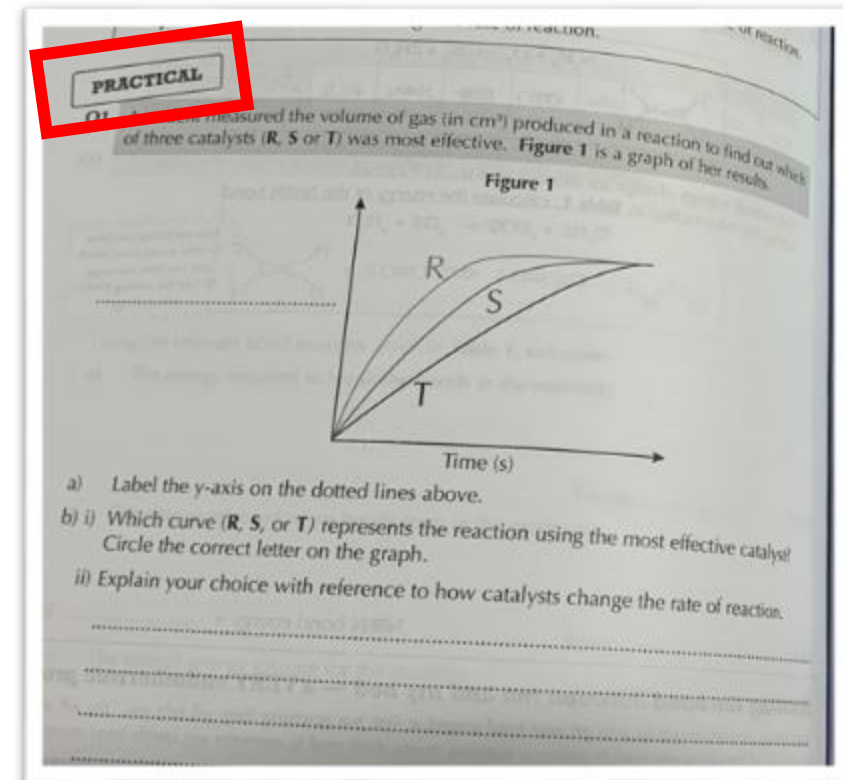 of reaction.
PRACTICAL
Q1 measured the volume of gas (in cm³) produced in a reaction to find out which
of three catalysts (R, S or T) was most effective. Figure 1 is a graph of her results.
Figure 1
R
S
T
Time (s)
a) Label the y-axis on the dotted lines above.
b) i) Which curve (R, S, or T) represents the reaction using the most effective catalyst?
Circle the correct letter on the graph.
ii) Explain your choice with reference to how catalysts change the rate of reaction.